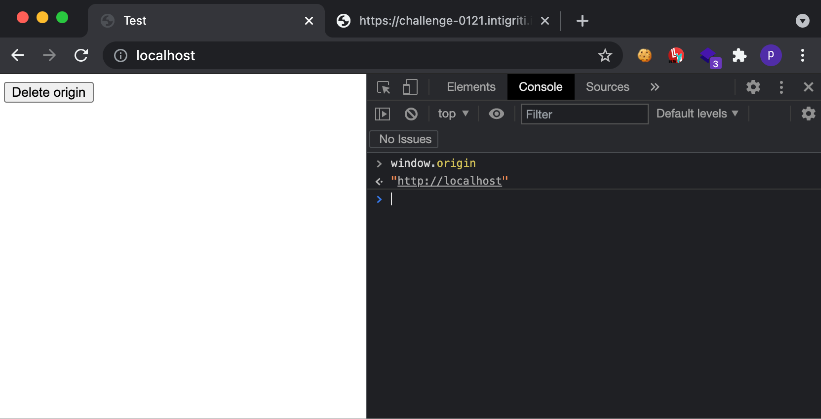 Test
https://challenge-0121.intigriti.
localhost
3
p
Delete origin
Elements Console Sources
top Filter Default levels
No Issues
> window.origin
"http://localhost"
>